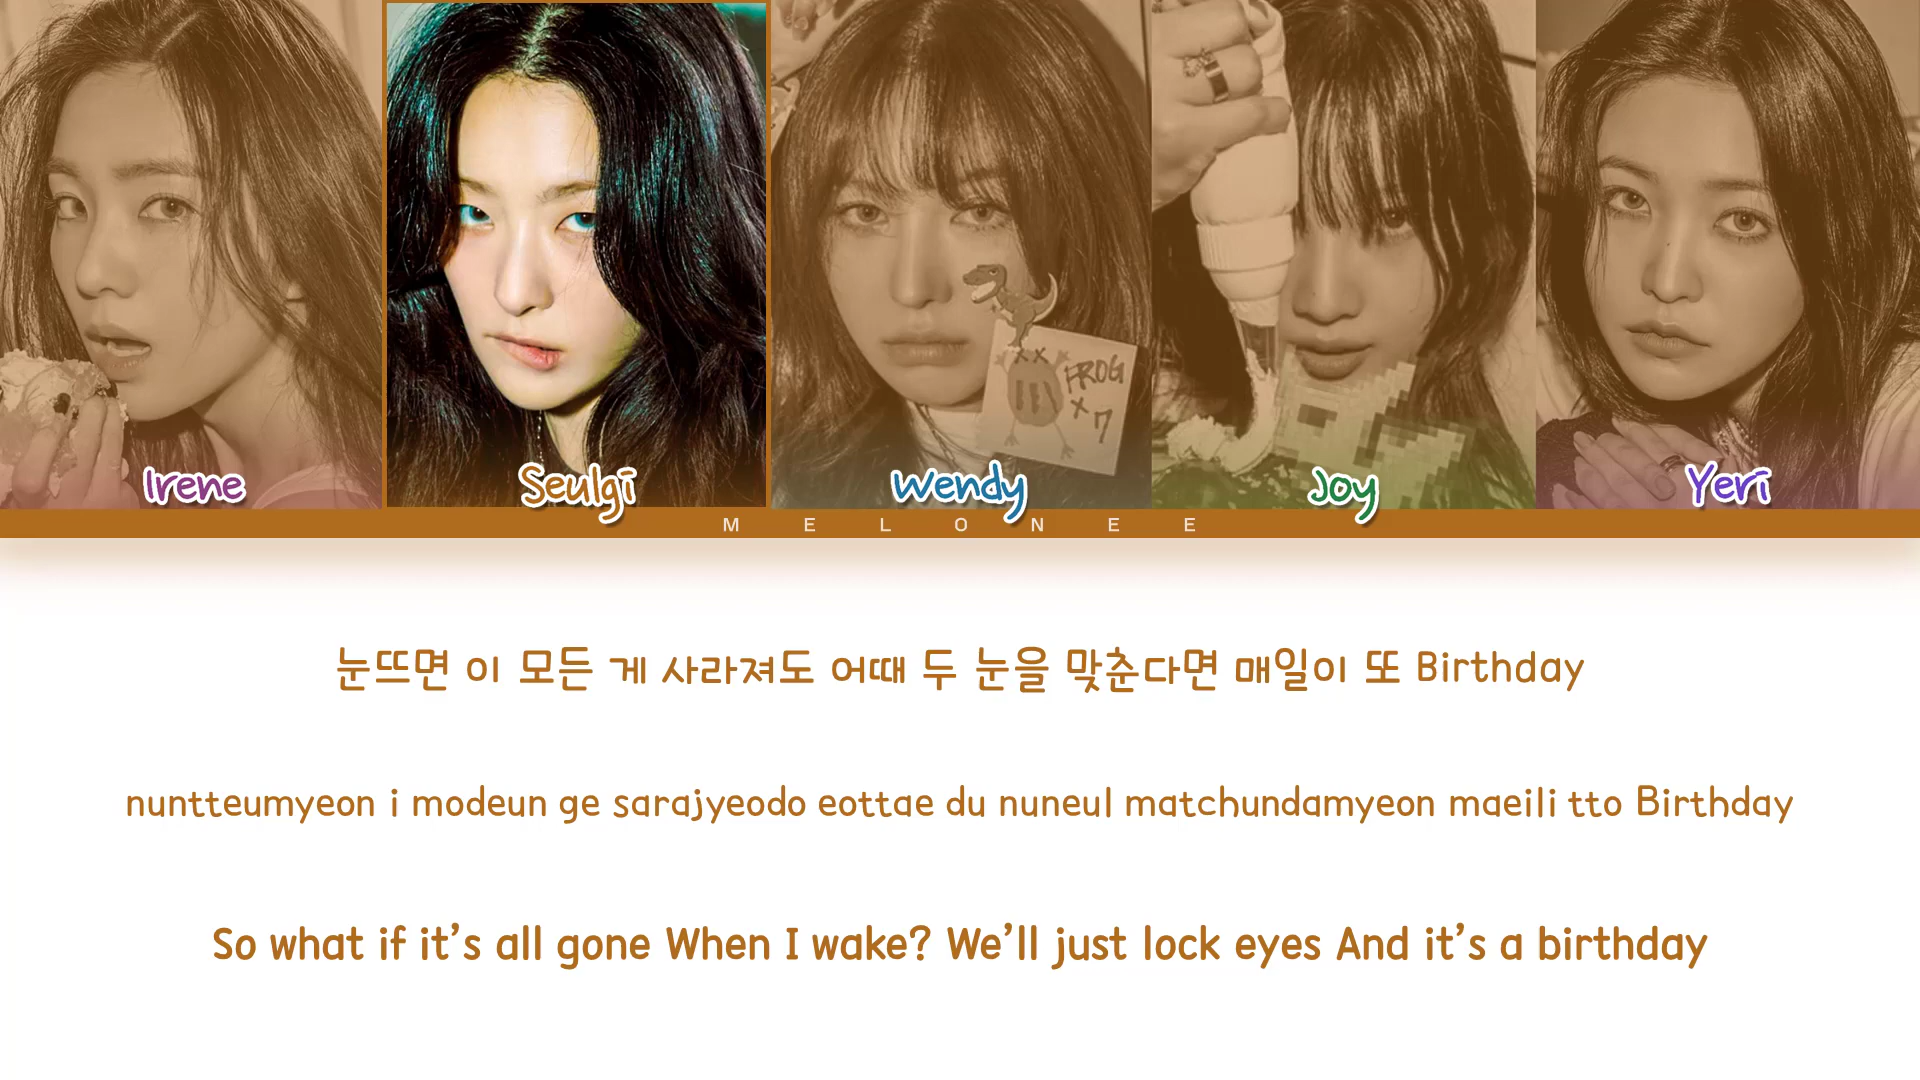 FROG
x 7
Irene
Seulgi
Wendy
Joy
Yeri
MELONEE
눈뜨면 이 모든 게 사라져도 어때 두 눈을 맞춘다면 매일이 또 Birthday
nuntteumyeon i modeun ge sarajyeodo eottae du nuneul matchundamyeon maeili tto Birthday
So what if it's all gone When I wake? We'll just lock eyes And it's a birthday